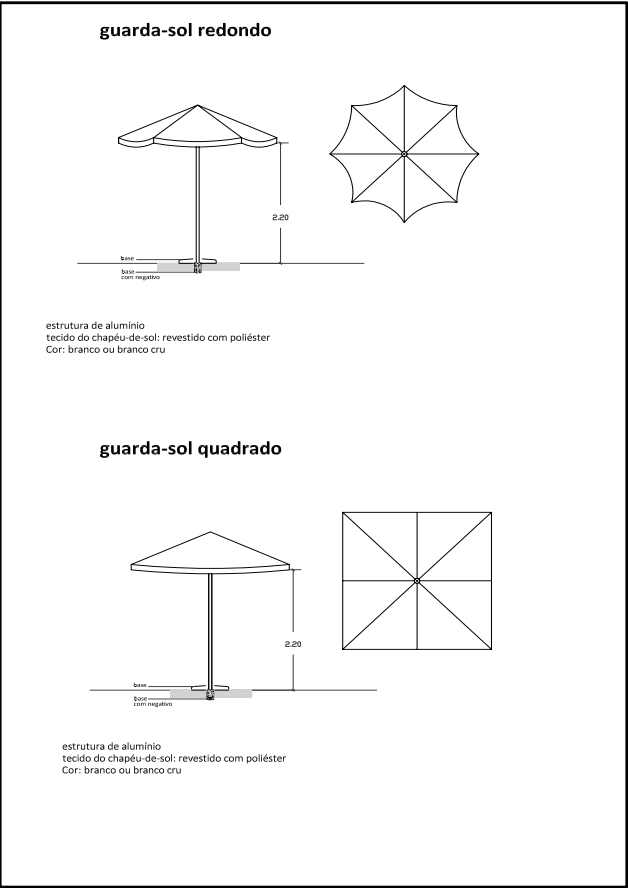 guarda-sol redondo
2.20
base
base
com negativo
estrutura de alumínio
tecido do chapéu-de-sol: revestido com poliéster
Cor: branco ou branco cru
guarda-sol quadrado
2.20
base
base
com negativo
estrutura de alumínio
tecido do chapéu-de-sol: revestido com poliéster
Cor: branco ou branco cru